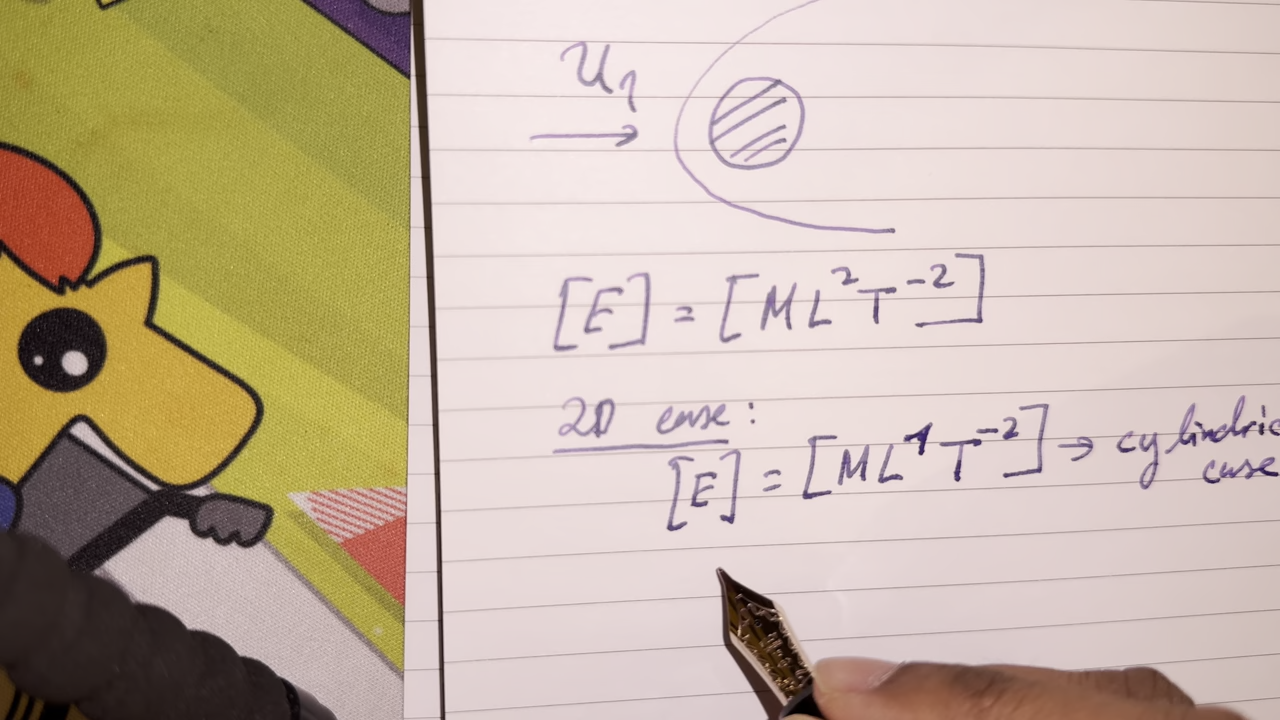 U₁
[E] = [ML²T⁻²]
2D case:
[E] = [ML¹T⁻²] → cylindric
case